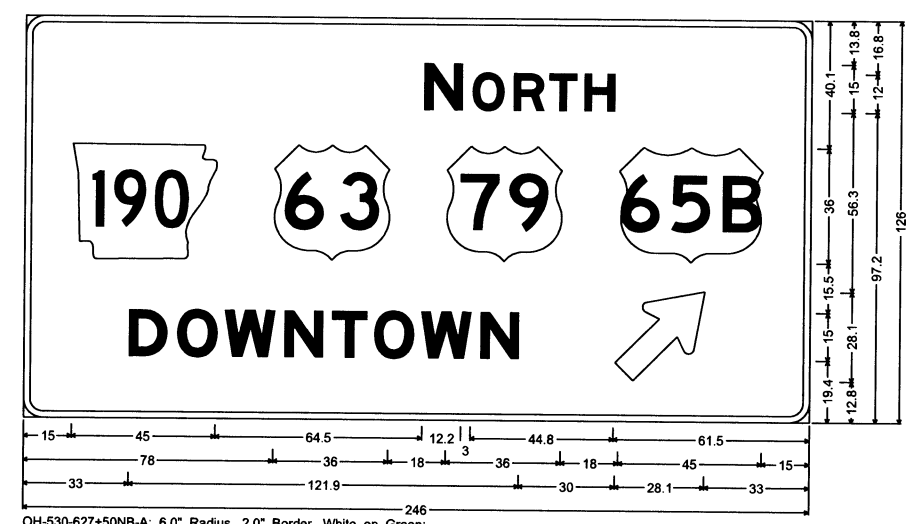 NORTH
190 63 79 65B
DOWNTOWN
40.1 36 15.5 15 19.4
13.8 15 56.3 28.1 12.8
16.8 12 97.2
126
15 45 64.5 12.2 3 44.8 61.5
78 36 18 36 18 45 15
33 121.9 30 28.1 33
246
OH-530-627+50NB-A; 6.0" Radius, 2.0" Border, White on Green;